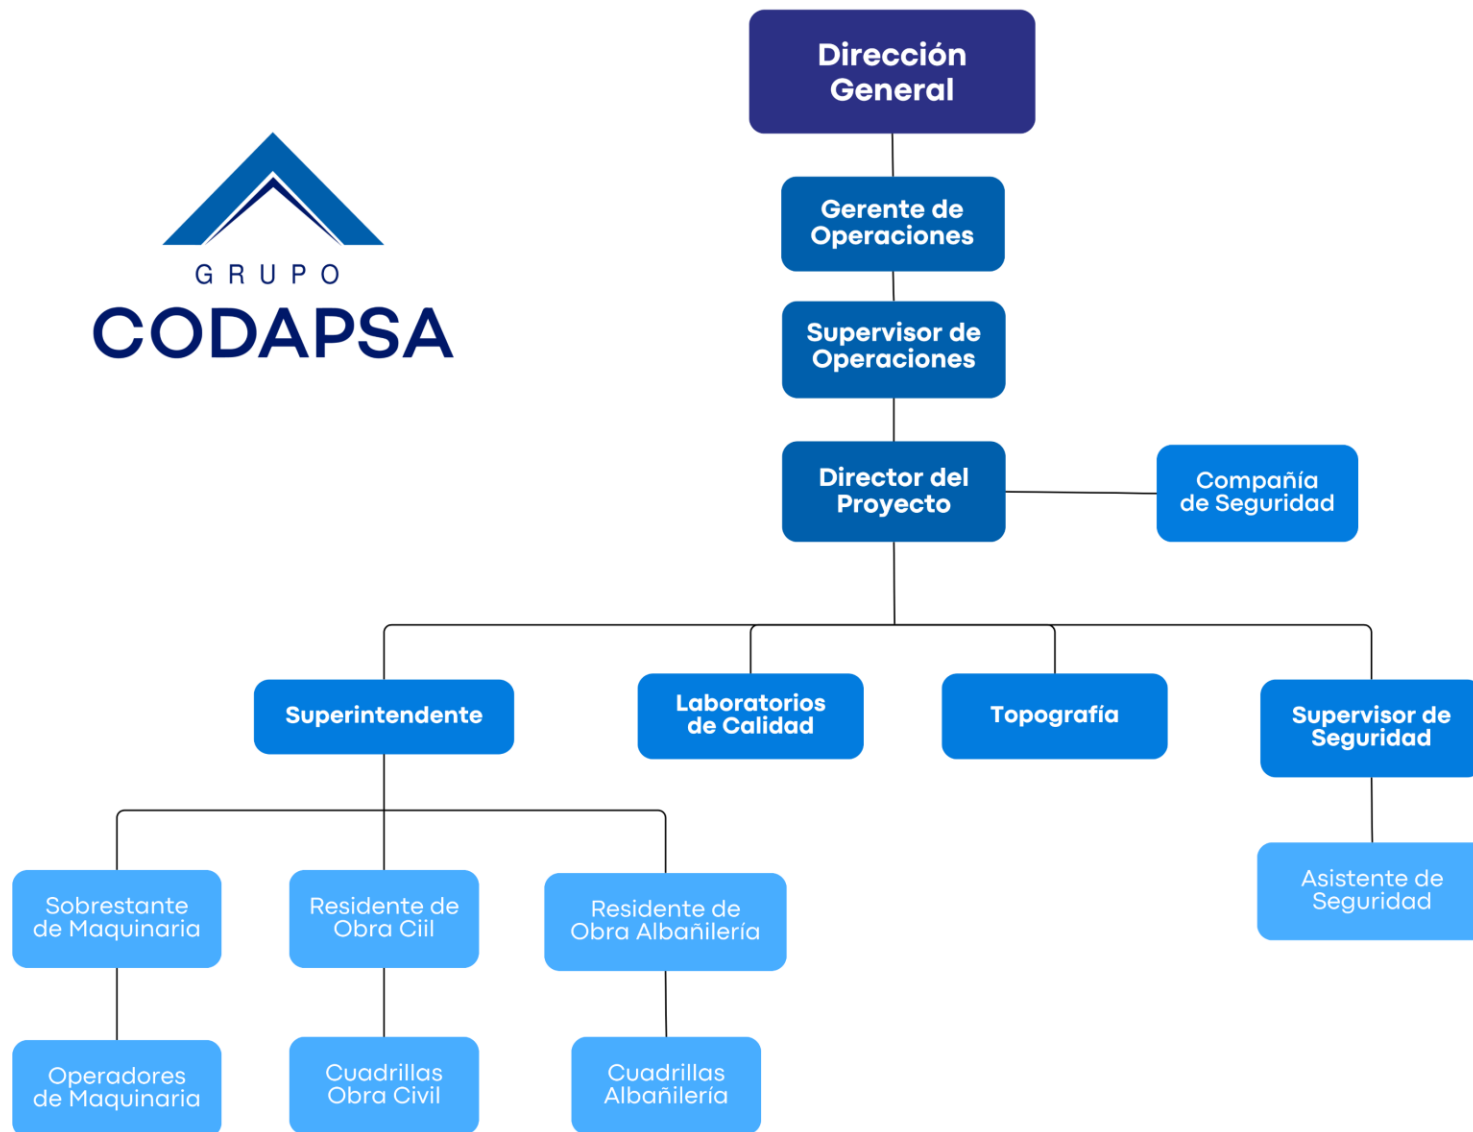 Dirección
General
GRUPO
CODAPSA
Gerente de
Operaciones
Supervisor de
Operaciones
Director del
Proyecto
Compañía
de Seguridad
Superintendente
Laboratorios
de Calidad
Topografía
Supervisor de
Seguridad
Sobrestante
de Maquinaria
Residente de
Obra Ciil
Residente de
Obra Albañilería
Asistente de
Seguridad
Operadores
de Maquinaria
Cuadrillas
Obra Civil
Cuadrillas
Albañilería